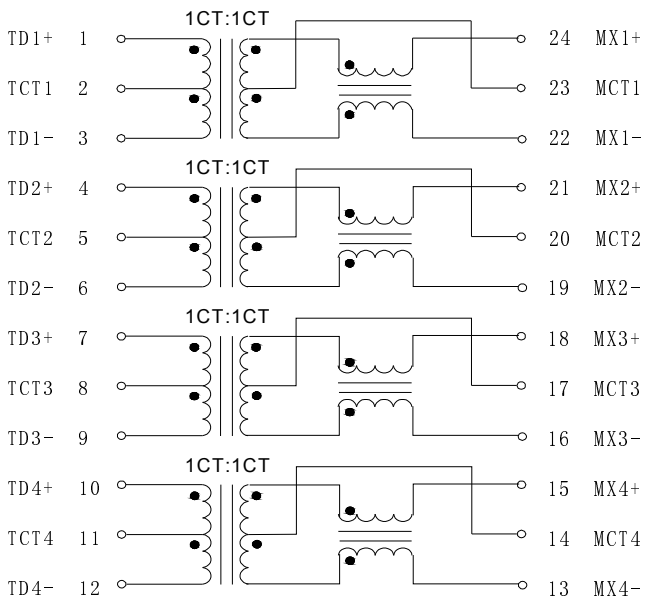 1CT:1CT
TD1+ 1 24 MX1+
TCT1 2 23 MCT1
TD1- 3 22 MX1-
1CT:1CT
TD2+ 4 21 MX2+
TCT2 5 20 MCT2
TD2- 6 19 MX2-
1CT:1CT
TD3+ 7 18 MX3+
TCT3 8 17 MCT3
TD3- 9 16 MX3-
1CT:1CT
TD4+ 10 15 MX4+
TCT4 11 14 MCT4
TD4- 12 13 MX4-